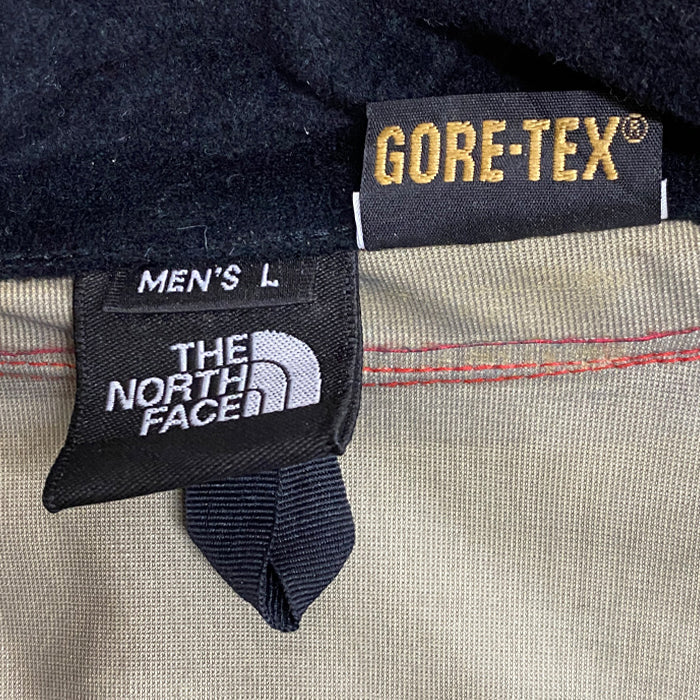 GORE-TEX®
MEN'S L
THE
NORTH
FACE